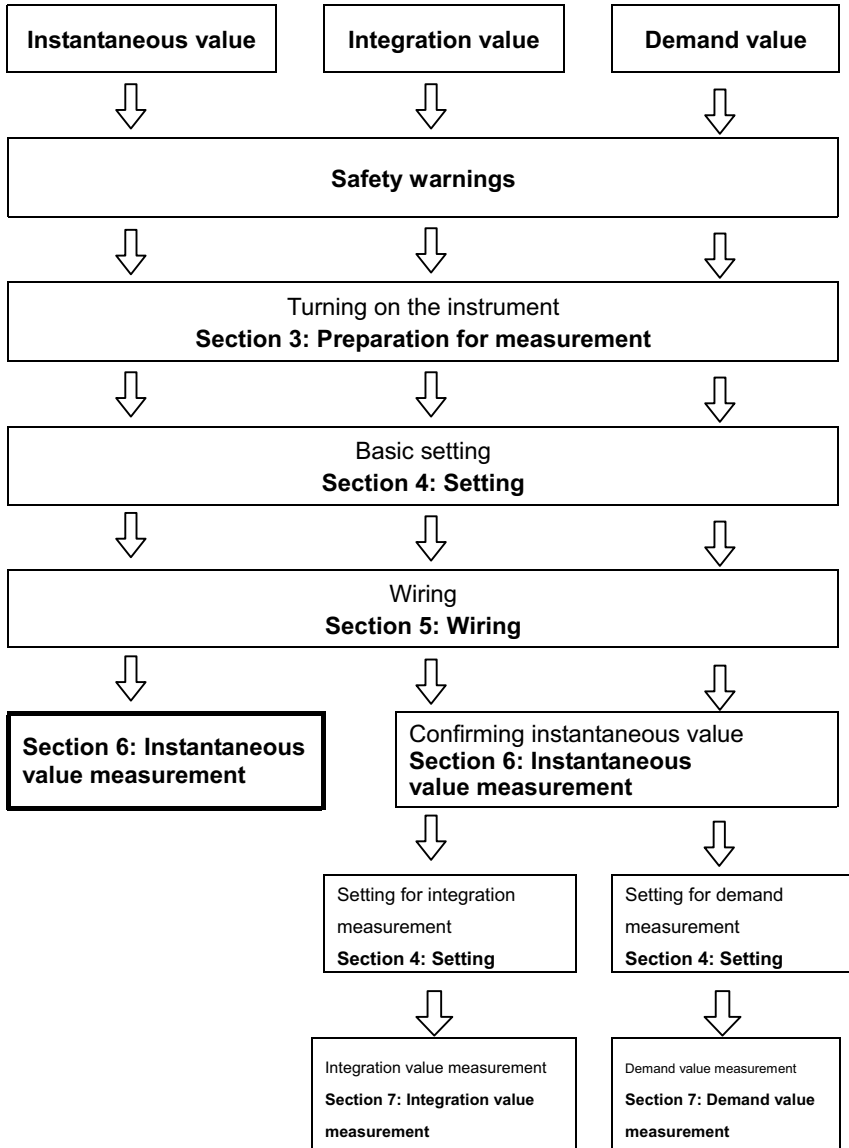 Instantaneous value
Integration value
Demand value
Safety warnings
Turning on the instrument
Section 3: Preparation for measurement
Basic setting
Section 4: Setting
Wiring
Section 5: Wiring
Section 6: Instantaneous
value measurement
Confirming instantaneous value
Section 6: Instantaneous
value measurement
Setting for integration
measurement
Section 4: Setting
Setting for demand
measurement
Section 4: Setting
Integration value measurement
Section 7: Integration value
measurement
Demand value measurement
Section 7: Demand value
measurement